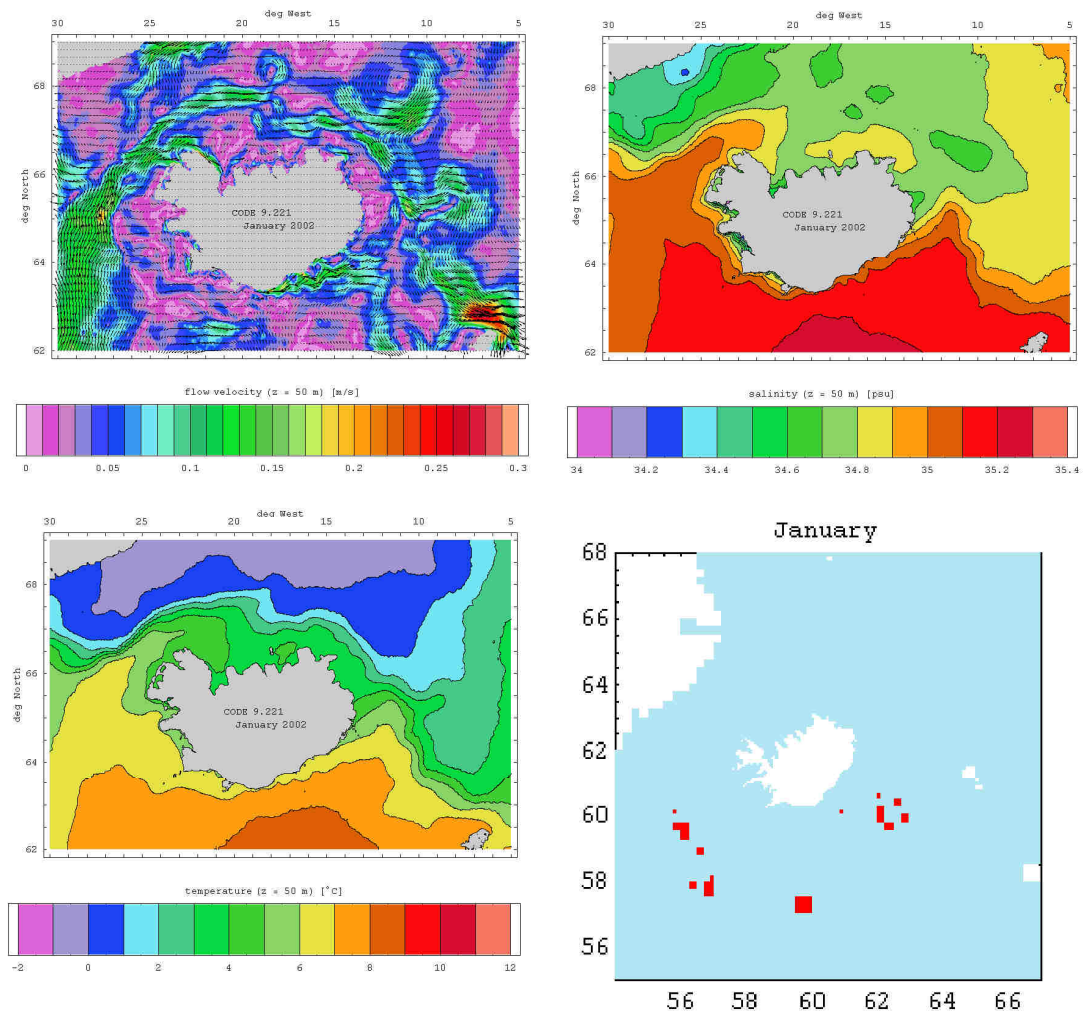 deg West
30 25 20 15 10 5
68
66
64
62
deg North
CODE 9.221
January 2002
flow velocity (z = 50 m) [m/s]
0 0.05 0.1 0.15 0.2 0.25 0.3
deg West
30 25 20 15 10 5
68
66
64
62
deg North
CODE 9.221
January 2002
salinity (z = 50 m) [psu]
34 34.2 34.4 34.6 34.8 35 35.2 35.4
deg West
30 25 20 15 10 5
68
66
64
62
deg North
CODE 9.221
January 2002
temperature (z = 50 m) [°C]
-2 0 2 4 6 8 10 12
January
68
66
64
62
60
58
56
56 58 60 62 64 66